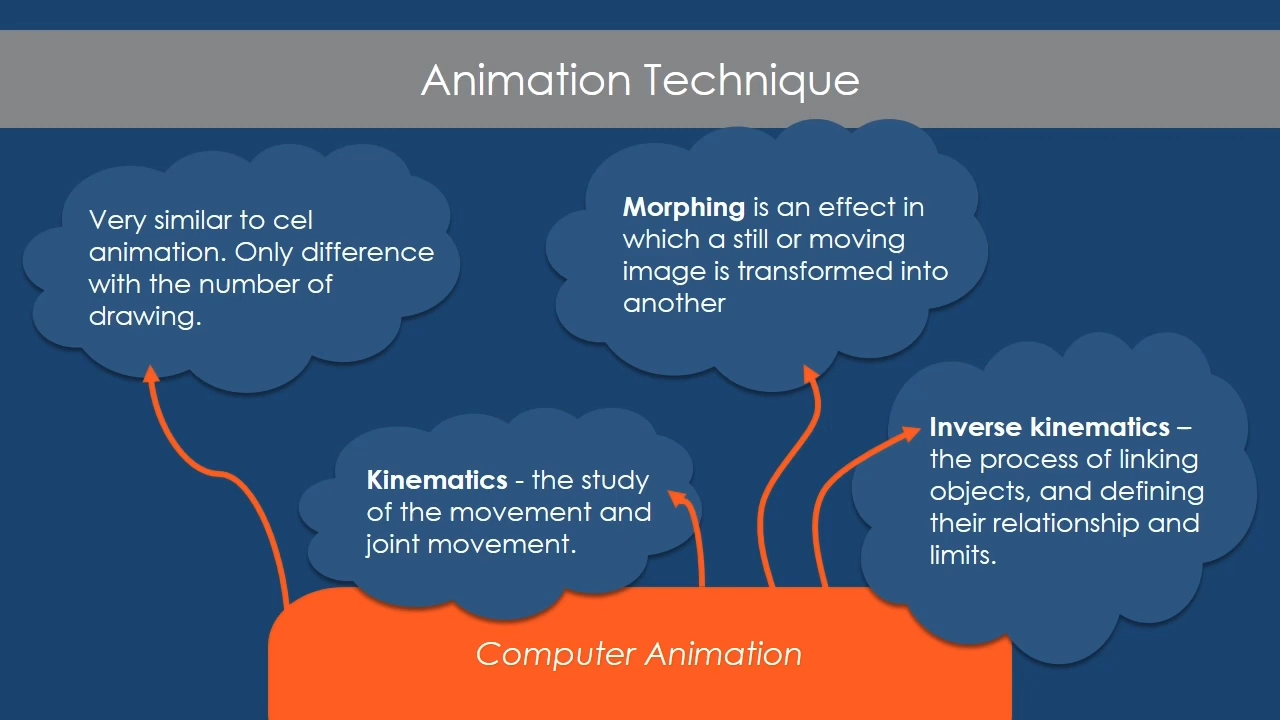 Animation Technique
Very similar to cel
animation. Only difference
with the number of
drawing.
Morphing is an effect in
which a still or moving
image is transformed into
another
Kinematics - the study
of the movement and
joint movement.
Inverse kinematics –
the process of linking
objects, and defining
their relationship and
limits.
Computer Animation